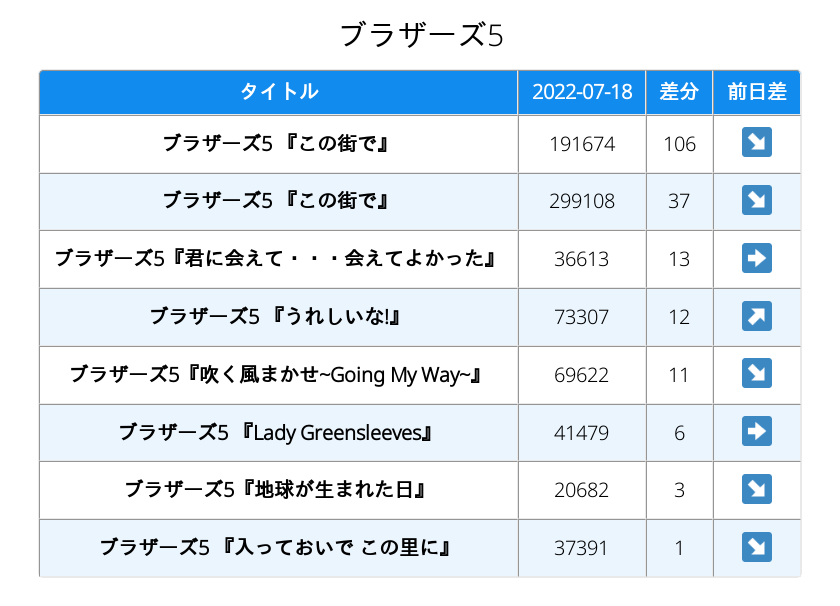 ブラザーズ5
タイトル 2022-07-18 差分 前日差
ブラザーズ5 『この街で』 191674 106 ↘
ブラザーズ5 『この街で』 299108 37 ↘
ブラザーズ5『君に会えて・・・会えてよかった』 36613 13 ➡
ブラザーズ5 『うれしいな!』 73307 12 ↗
ブラザーズ5『吹く風まかせ~Going My Way~』 69622 11 ↘
ブラザーズ5 『Lady Greensleeves』 41479 6 ➡
ブラザーズ5『地球が生まれた日』 20682 3 ↘
ブラザーズ5 『入っておいで この里に』 37391 1 ↘